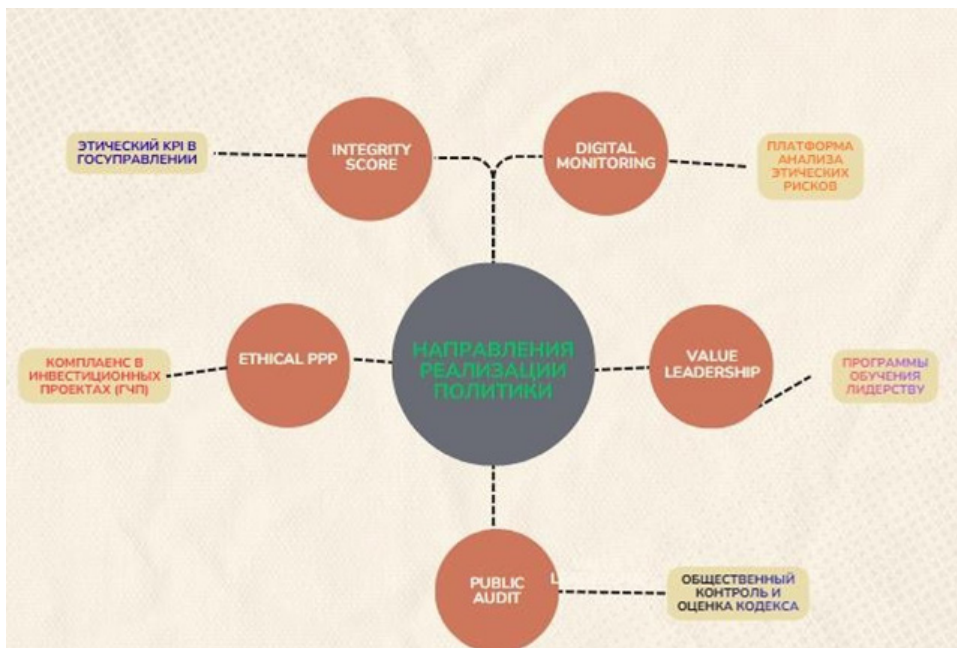 ЭТИЧЕСКИЙ KPI В
ГОСУПРАВЛЕНИИ
INTEGRITY
SCORE
DIGITAL
MONITORING
ПЛАТФОРМА
АНАЛИЗА
ЭТИЧЕСКИХ
РИСКОВ
КОМПЛАЕНС В
ИНВЕСТИЦИОННЫХ
ПРОЕКТАХ (ГЧП)
ETHICAL PPP
НАПРАВЛЕНИЯ
РЕАЛИЗАЦИИ
ПОЛИТИКИ
VALUE
LEADERSHIP
ПРОГРАММЫ
ОБУЧЕНИЯ
ЛИДЕРСТВУ
PUBLIC
AUDIT
L
ОБЩЕСТВЕННЫЙ
КОНТРОЛЬ И
ОЦЕНКА КОДЕКСА